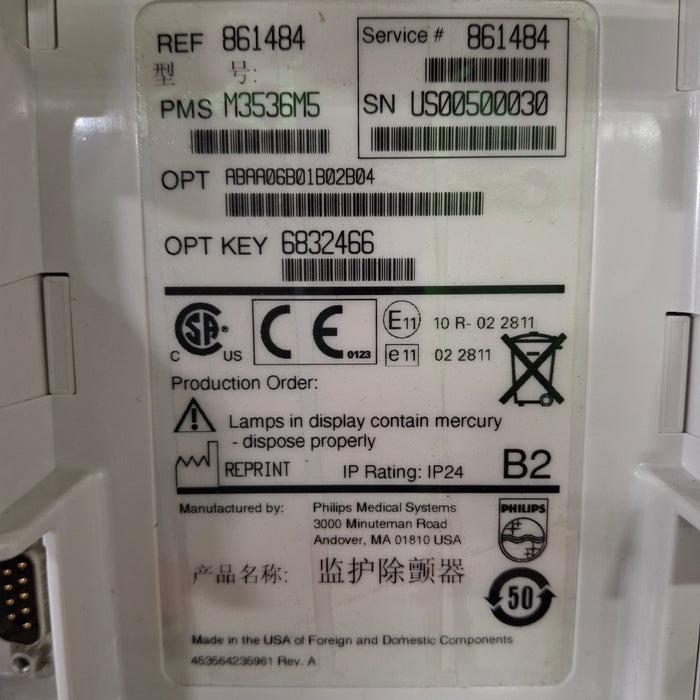 REF 861484
型 号:
PMS M3536M5
Service # 861484
SN US00500030
OPT ABAA06B01B02B04
OPT KEY 6832466
CSA ®
C US
CE 0123
E11 10 R- 02 2811
e11 02 2811
Production Order:
Lamps in display contain mercury
- dispose properly
REPRINT
IP Rating: IP24
B2
Manufactured by: Philips Medical Systems
3000 Minuteman Road
Andover, MA 01810 USA
PHILIPS
产品名称: 监护除颤器
50
Made in the USA of Foreign and Domestic Components
453564235961 Rev. A